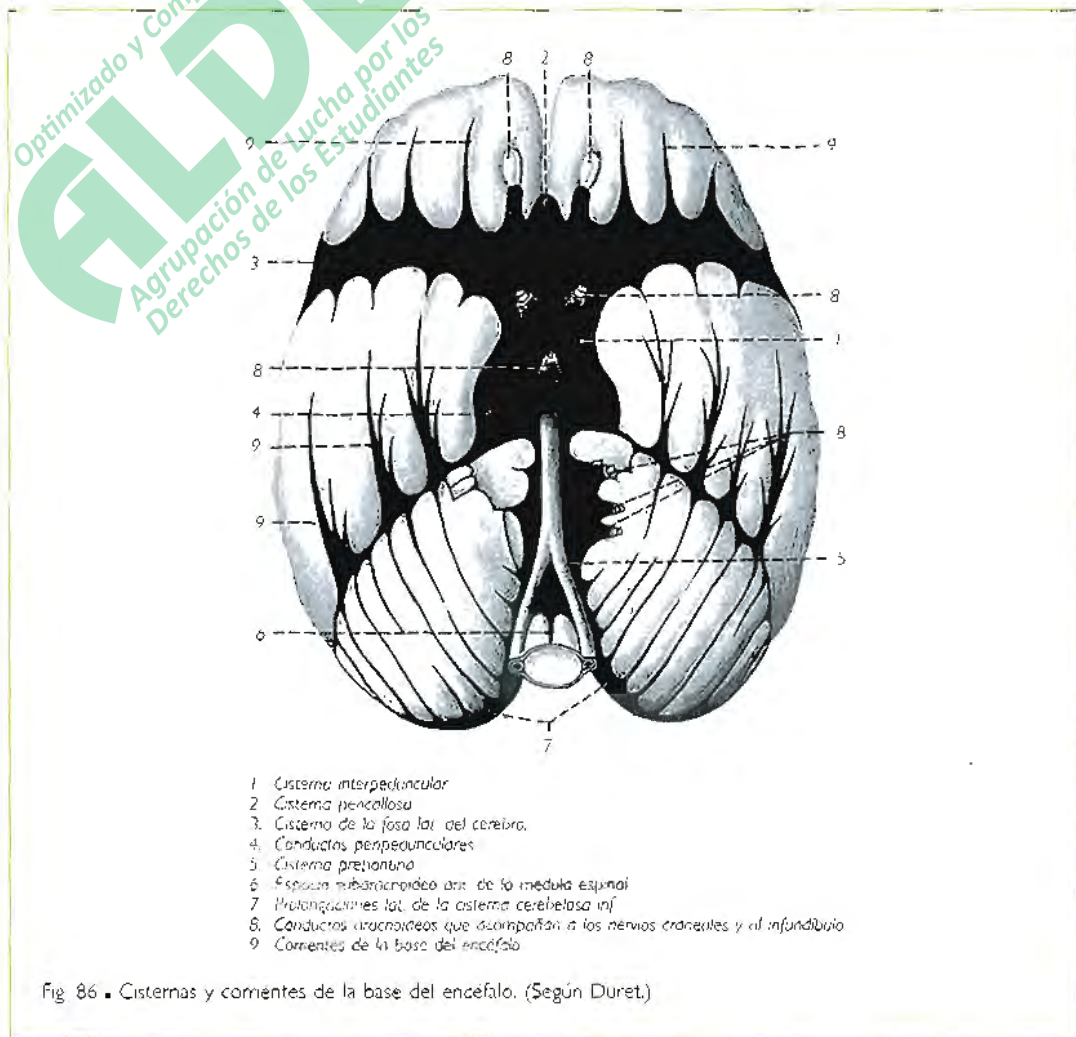 Optimizado y Com
ALDE
Agrupación de Lucha por los
Derechos de los Estudiantes
8 2 8
9 9
3
8
1
8
4
8
9
9
5
6
7
1 Cisterna interpeduncular
2 Cisterna pericallosa
3. Cisterna de la fosa lat. del cerebro.
4. Conductos peripedunculares
5 Cisterna prepontina
6 Espacio subaracnoideo ant. de la medula espinal
7 Prolongaciones lat. de la cisterna cerebelosa inf
8. Conductos aracnoideos que acompañan a los nervios craneales y al infundíbulo
9 Corrientes de la base del encéfalo
Fig 86 ▪ Cisternas y corrientes de la base del encéfalo. (Según Duret.)